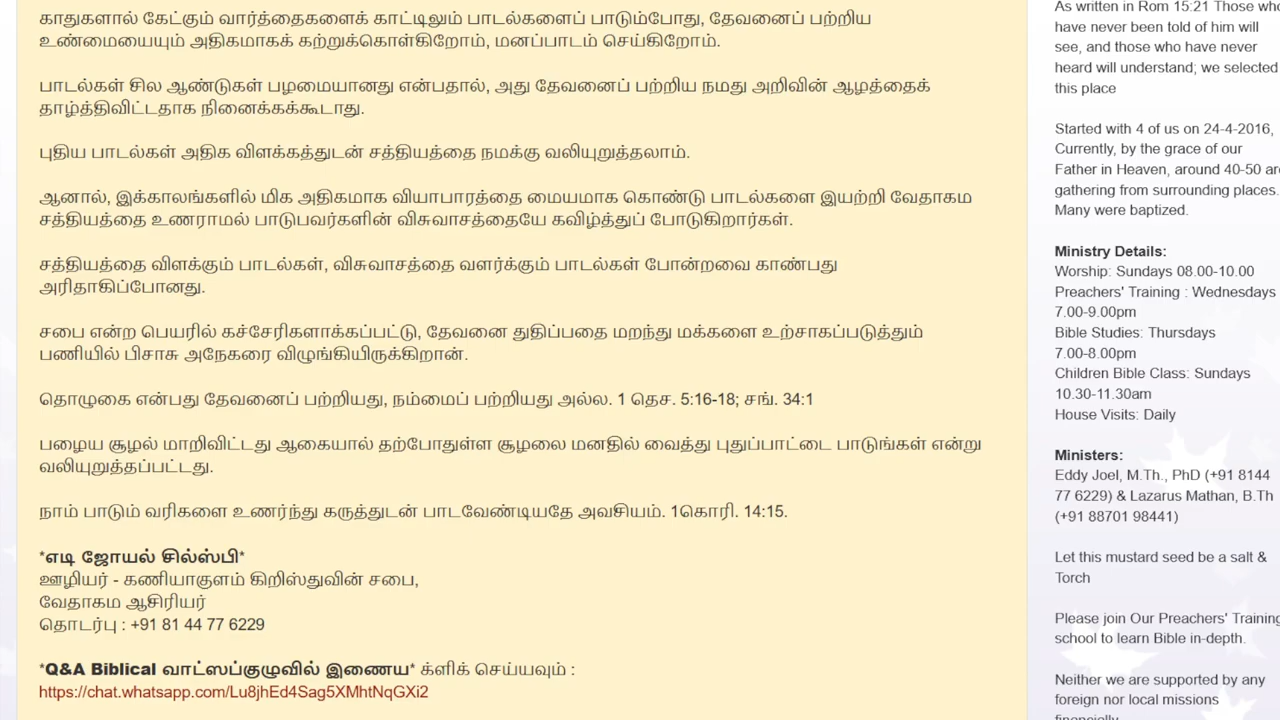 காதுகளால் கேட்கும் வார்த்தைகளைக் காட்டிலும் பாடல்களைப் பாடும்போது, தேவனைப் பற்றிய
உண்மையையும் அதிகமாகக் கற்றுக்கொள்கிறோம், மனப்பாடம் செய்கிறோம்.
பாடல்கள் சில ஆண்டுகள் பழமையானது என்பதால், அது தேவனைப் பற்றிய நமது அறிவின் ஆழத்தைக்
தாழ்த்திவிட்டதாக நினைக்கக்கூடாது.
புதிய பாடல்கள் அதிக விளக்கத்துடன் சத்தியத்தை நமக்கு வலியுறுத்தலாம்.
ஆனால், இக்காலங்களில் மிக அதிகமாக வியாபாரத்தை மையமாக கொண்டு பாடல்களை இயற்றி வேதாகம
சத்தியத்தை உணராமல் பாடுபவர்களின் விசுவாசத்தையே கவிழ்த்துப் போடுகிறார்கள்.
சத்தியத்தை விளக்கும் பாடல்கள், விசுவாசத்தை வளர்க்கும் பாடல்கள் போன்றவை காண்பது
அரிதாகிப்போனது.
சபை என்ற பெயரில் கச்சேரிகளாக்கப்பட்டு, தேவனை துதிப்பதை மறந்து மக்களை உற்சாகப்படுத்தும்
பணியில் பிசாசு அநேகரை விழுங்கியிருக்கிறான்.
தொழுகை என்பது தேவனைப் பற்றியது, நம்மைப் பற்றியது அல்ல. 1 தெச. 5:16-18; சங். 34:1
பழைய சூழல் மாறிவிட்டது ஆகையால் தற்போதுள்ள சூழலை மனதில் வைத்து புதுப்பாட்டை பாடுங்கள் என்று
வலியுறுத்தப்பட்டது.
நாம் பாடும் வரிகளை உணர்ந்து கருத்துடன் பாடவேண்டியதே அவசியம். 1கொரி. 14:15.
*எடி ஜோயல் சில்ஸ்பி*
ஊழியர் - கணியாகுளம் கிறிஸ்துவின் சபை,
வேதாகம ஆசிரியர்
தொடர்பு : +91 81 44 77 6229
*Q&A Biblical வாட்ஸப்குழுவில் இணைய* க்ளிக் செய்யவும் :
https://chat.whatsapp.com/Lu8jhEd4Sag5XMhtNqGXi2
As written in Rom 15:21 Those who
have never been told of him will
see, and those who have never
heard will understand; we selected
this place
Started with 4 of us on 24-4-2016,
Currently, by the grace of our
Father in Heaven, around 40-50 are
gathering from surrounding places.
Many were baptized.
Ministry Details:
Worship: Sundays 08.00-10.00
Preachers' Training : Wednesdays
7.00-9.00pm
Bible Studies: Thursdays
7.00-8.00pm
Children Bible Class: Sundays
10.30-11.30am
House Visits: Daily
Ministers:
Eddy Joel, M.Th., PhD (+91 8144
77 6229) & Lazarus Mathan, B.Th
(+91 88701 98441)
Let this mustard seed be a salt &
Torch
Please join Our Preachers' Training
school to learn Bible in-depth.
Neither we are supported by any
foreign nor local missions
financially